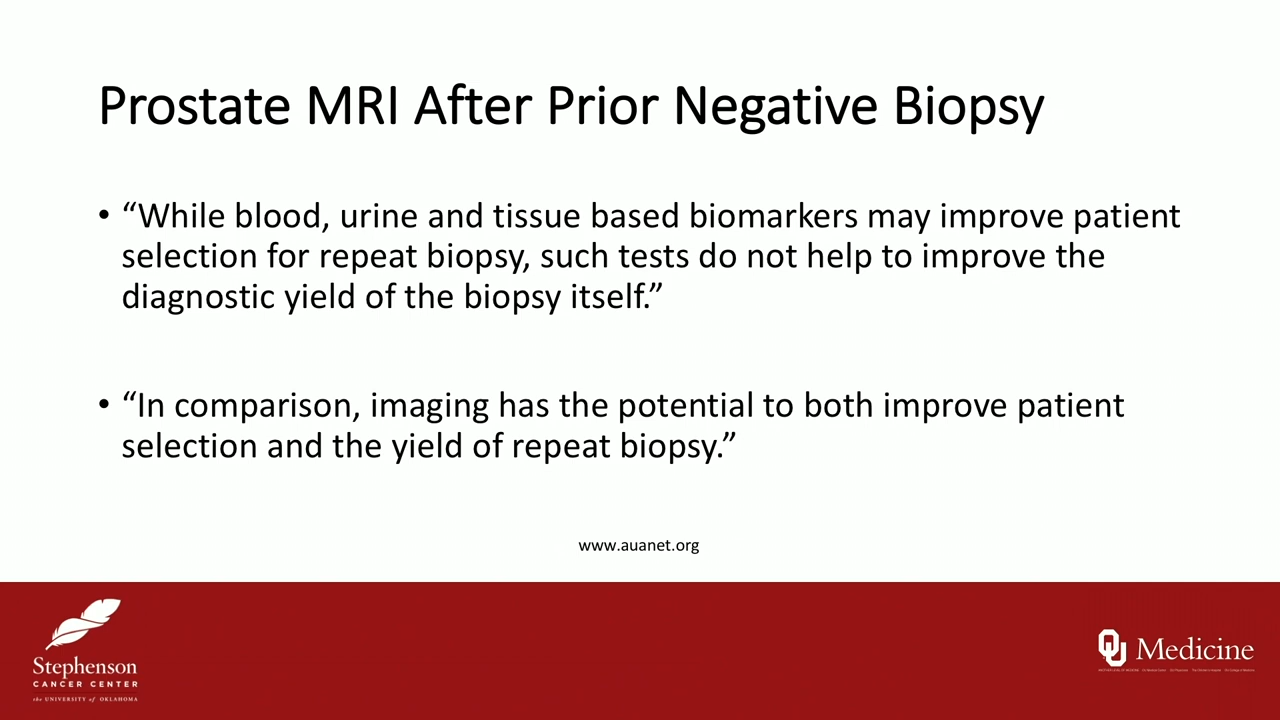 Prostate MRI After Prior Negative Biopsy
• “While blood, urine and tissue based biomarkers may improve patient
selection for repeat biopsy, such tests do not help to improve the
diagnostic yield of the biopsy itself.”
• “In comparison, imaging has the potential to both improve patient
selection and the yield of repeat biopsy.”
www.auanet.org
Stephenson
CANCER CENTER
the UNIVERSITY of OKLAHOMA
OU Medicine